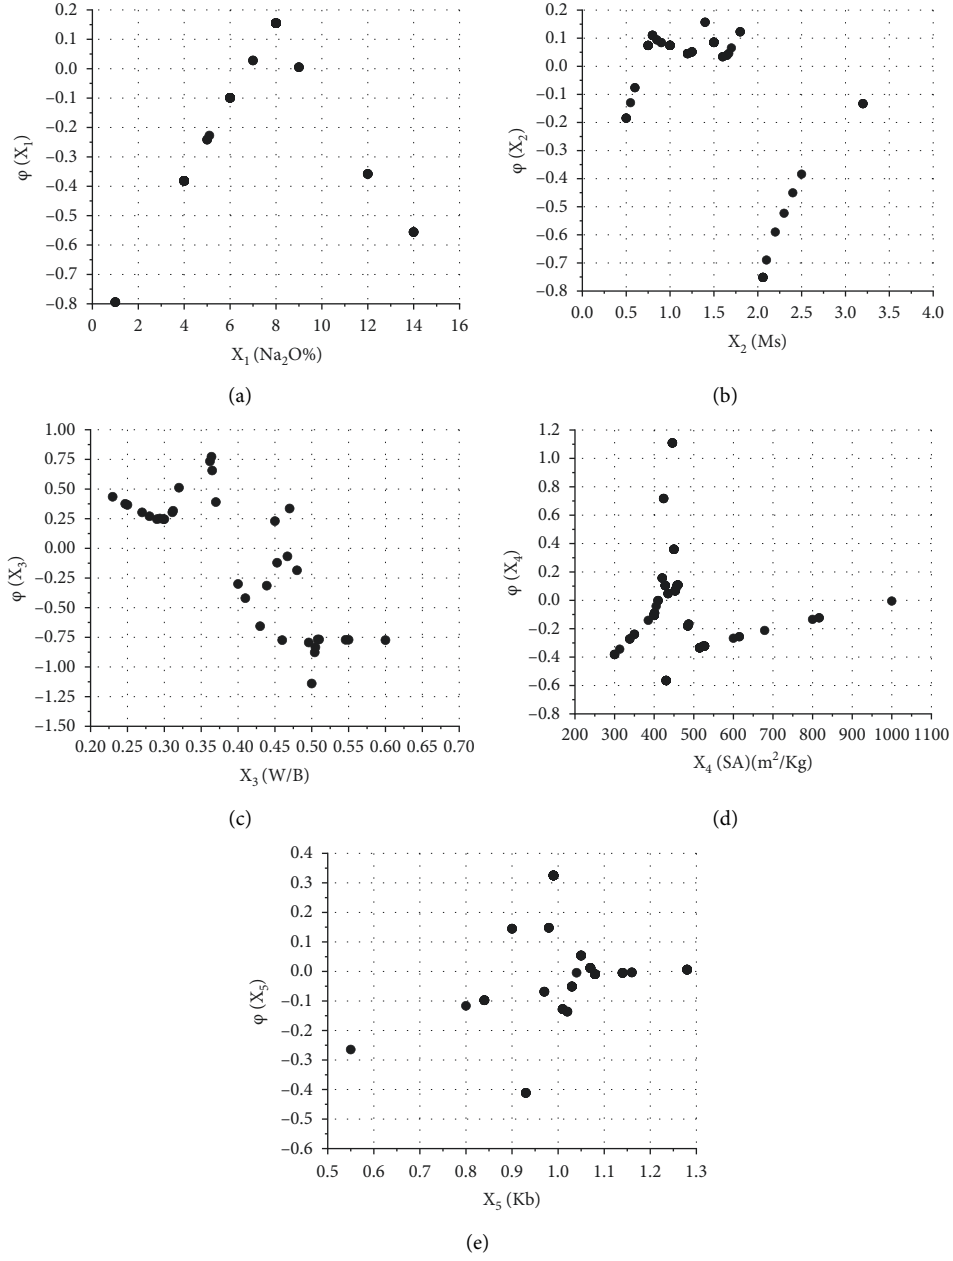 0.2
0.1
0.0
–0.1
–0.2
–0.3
–0.4
–0.5
–0.6
–0.7
–0.8
φ (X1)
0 2 4 6 8 10 12 14 16
X1 (Na2O%)
(a)
0.2
0.1
0.0
–0.1
–0.2
–0.3
–0.4
–0.5
–0.6
–0.7
–0.8
φ (X2)
0.0 0.5 1.0 1.5 2.0 2.5 3.0 3.5 4.0
X2 (Ms)
(b)
1.00
0.75
0.50
0.25
0.00
–0.25
–0.50
–0.75
–1.00
–1.25
–1.50
φ (X3)
0.20 0.25 0.30 0.35 0.40 0.45 0.50 0.55 0.60 0.65 0.70
X3 (W/B)
(c)
1.2
1.0
0.8
0.6
0.4
0.2
0.0
–0.2
–0.4
–0.6
–0.8
φ (X4)
200 300 400 500 600 700 800 900 1000 1100
X4 (SA)(m2/Kg)
(d)
0.4
0.3
0.2
0.1
0.0
–0.1
–0.2
–0.3
–0.4
–0.5
–0.6
φ (X5)
0.5 0.6 0.7 0.8 0.9 1.0 1.1 1.2 1.3
X5 (Kb)
(e)